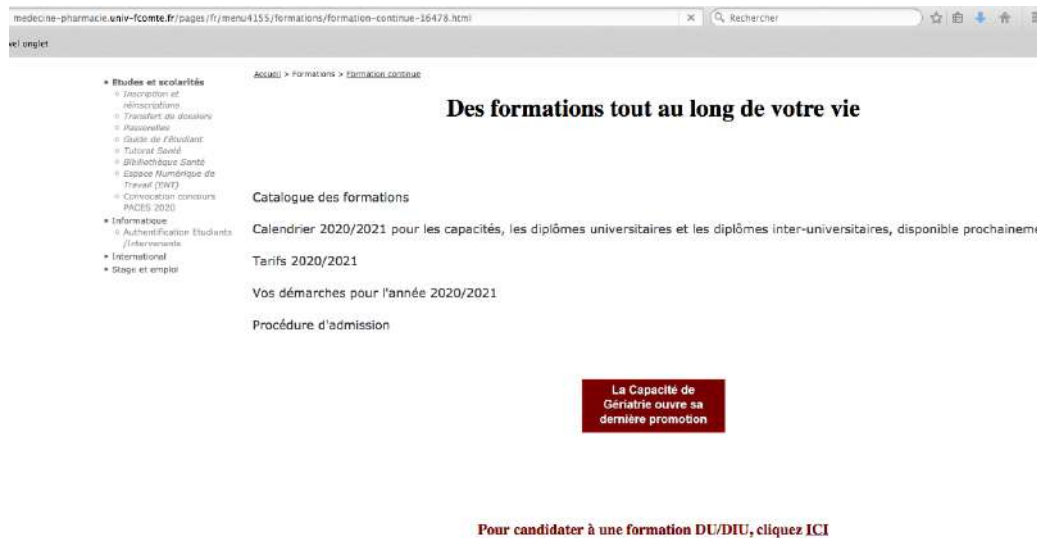 medecine-pharmacie.univ-fcomte.fr/pages/fr/menu4155/formations/formation-continue-16478.html
Rechercher
vel onglet
Accueil > Formations > Formation continue
Etudes et scolarités
Inscription et
réinscriptions
Transfert de dossiers
Passerelles
Guide de l'étudiant
Tutorat Santé
Bibliothèque Santé
Espace Numérique de
Travail (ENT)
Convocation concours
PACES 2020
Informatique
Authentification Etudiants
/Intervenants
International
Stage et emploi
Des formations tout au long de votre vie
Catalogue des formations
Calendrier 2020/2021 pour les capacités, les diplômes universitaires et les diplômes inter-universitaires, disponible prochaineme
Tarifs 2020/2021
Vos démarches pour l'année 2020/2021
Procédure d'admission
La Capacité de
Gériatrie ouvre sa
dernière promotion
Pour candidater à une formation DU/DIU, cliquez ICI